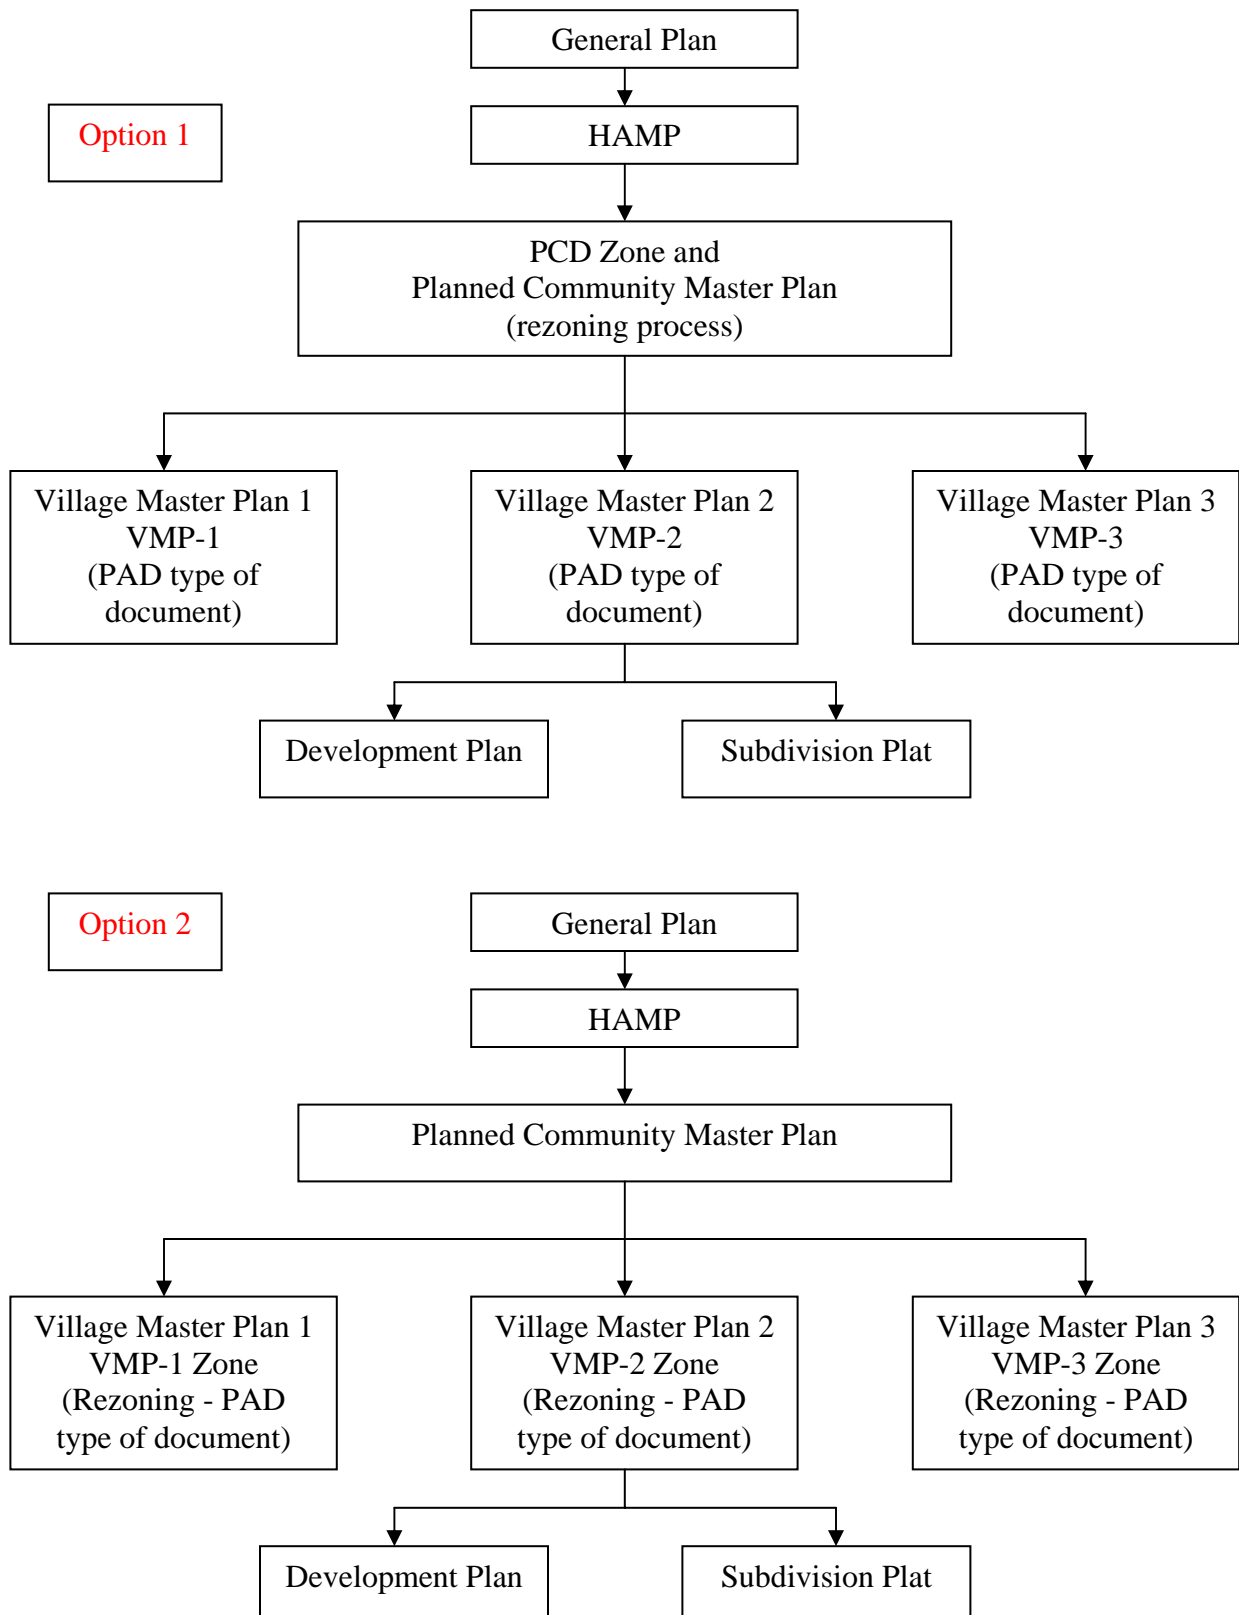 General Plan
Option 1
HAMP
PCD Zone and
Planned Community Master Plan
(rezoning process)
Village Master Plan 1
VMP-1
(PAD type of
document)
Village Master Plan 2
VMP-2
(PAD type of
document)
Village Master Plan 3
VMP-3
(PAD type of
document)
Development Plan
Subdivision Plat
Option 2
General Plan
HAMP
Planned Community Master Plan
Village Master Plan 1
VMP-1 Zone
(Rezoning - PAD
type of document)
Village Master Plan 2
VMP-2 Zone
(Rezoning - PAD
type of document)
Village Master Plan 3
VMP-3 Zone
(Rezoning - PAD
type of document)
Development Plan
Subdivision Plat